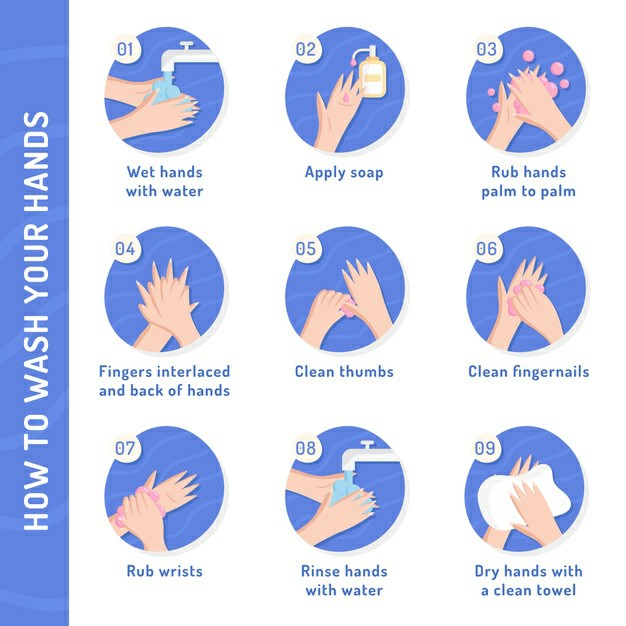 HOW TO WASH YOUR HANDS
01
Wet hands
with water
02
Apply soap
03
Rub hands
palm to palm
04
Fingers interlaced
and back of hands
05
Clean thumbs
06
Clean fingernails
07
Rub wrists
08
Rinse hands
with water
09
Dry hands with
a clean towel